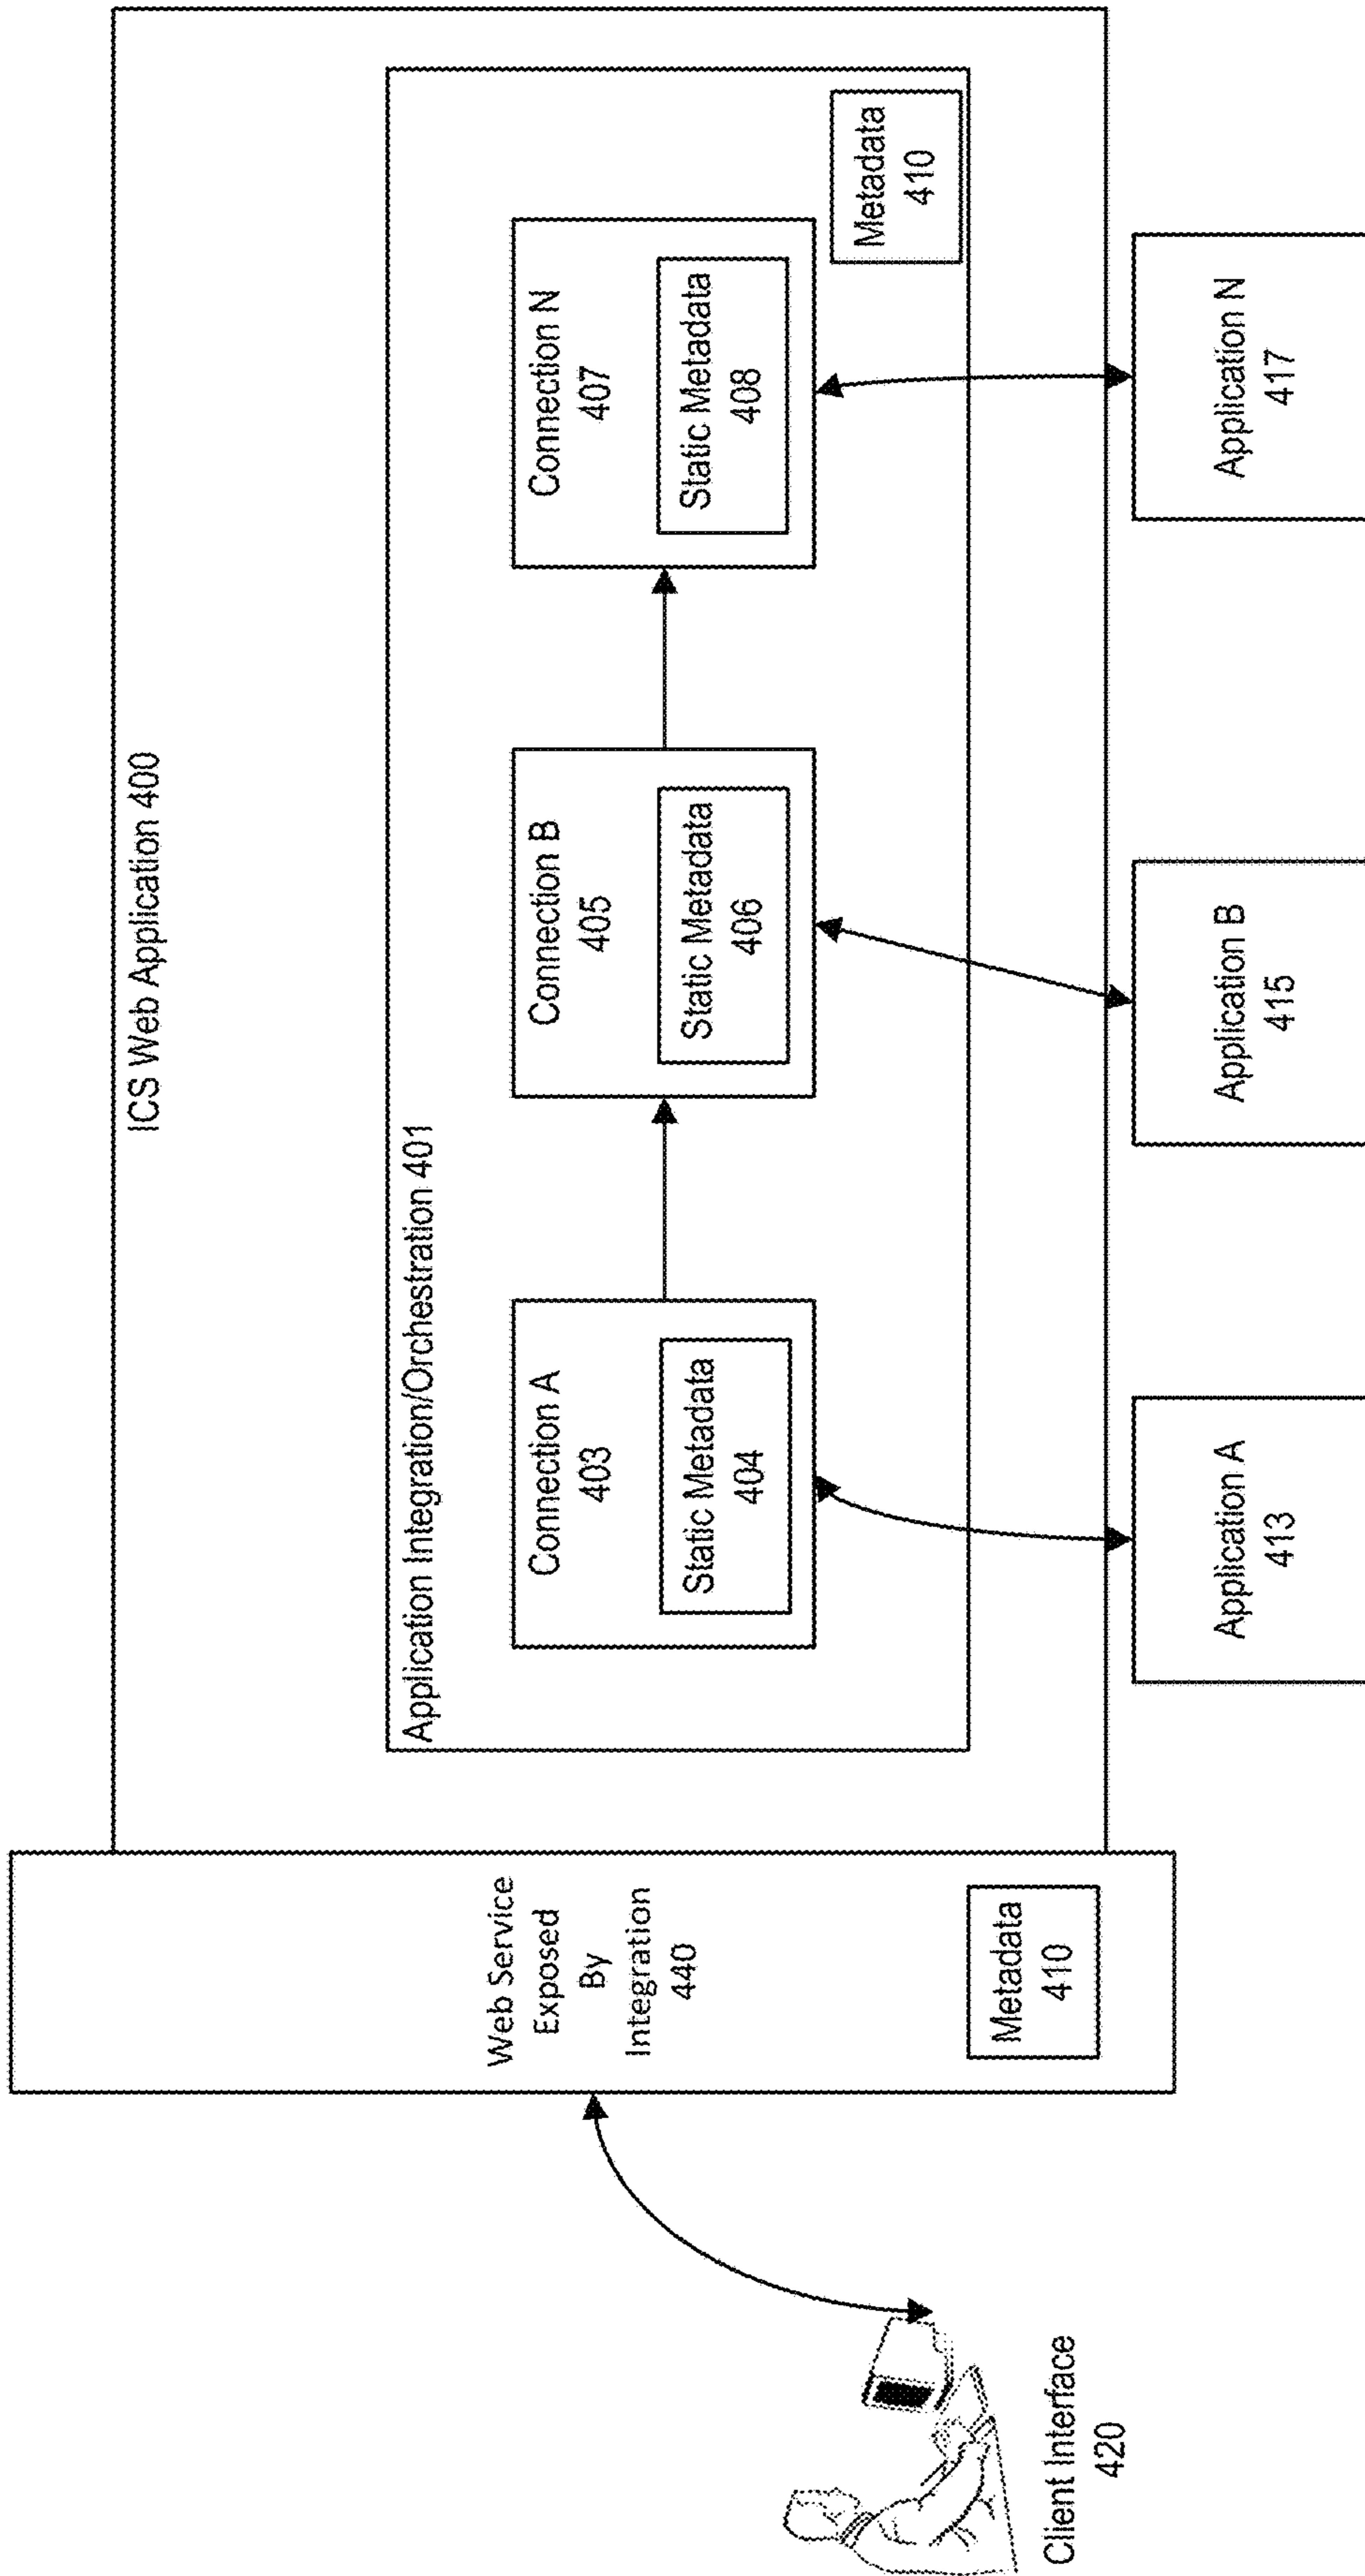 ICS Web Application 400
Application Integration/Orchestration 401
Connection A
403
Static Metadata
404
Connection B
405
Static Metadata
406
Connection N
407
Static Metadata
408
Metadata
410
Web Service
Exposed
By
Integration
440
Metadata
410
Client Interface
420
Application A
413
Application B
415
Application N
417